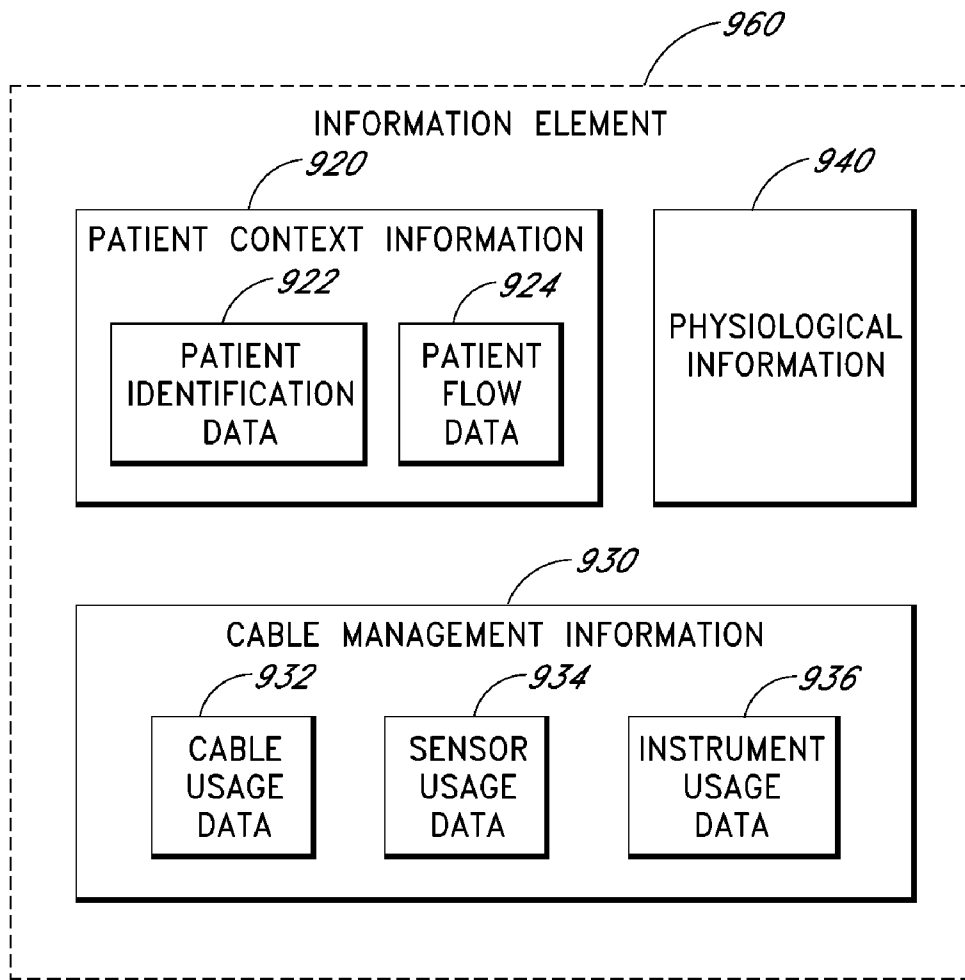 960
INFORMATION ELEMENT
920
940
PATIENT CONTEXT INFORMATION
922
924
PATIENT
IDENTIFICATION
DATA
PATIENT
FLOW
DATA
PHYSIOLOGICAL
INFORMATION
930
CABLE MANAGEMENT INFORMATION
932
934
936
CABLE
USAGE
DATA
SENSOR
USAGE
DATA
INSTRUMENT
USAGE
DATA